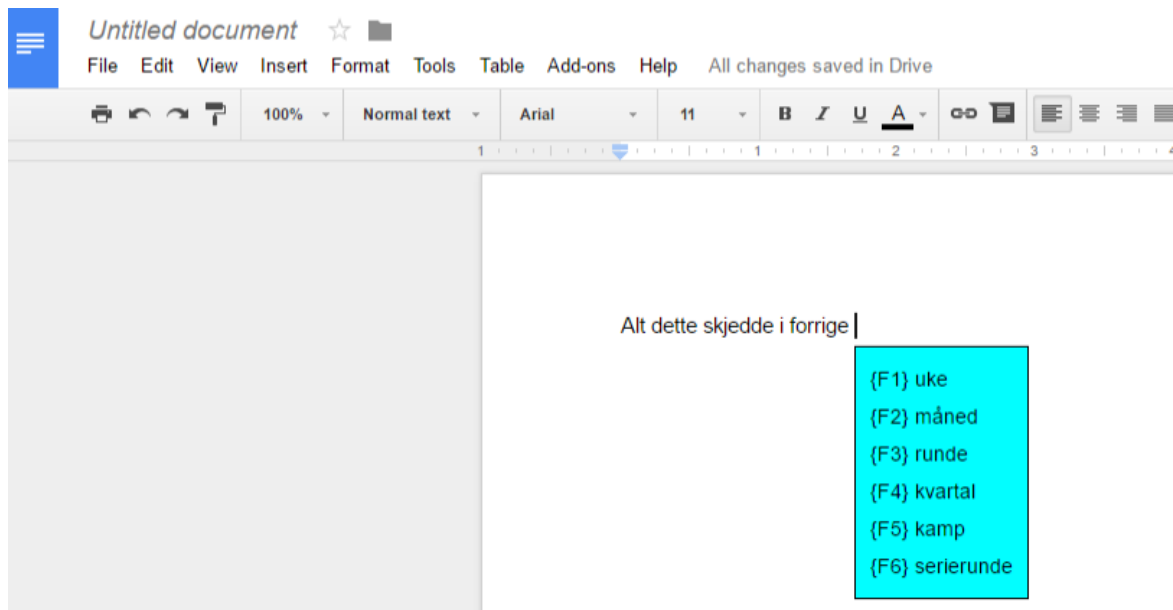 Untitled document
File Edit View Insert Format Tools Table Add-ons Help All changes saved in Drive
100% Normal text Arial 11 B I U A
1 1 2 3 4
Alt dette skjedde i forrige
{F1} uke
{F2} måned
{F3} runde
{F4} kvartal
{F5} kamp
{F6} serierunde